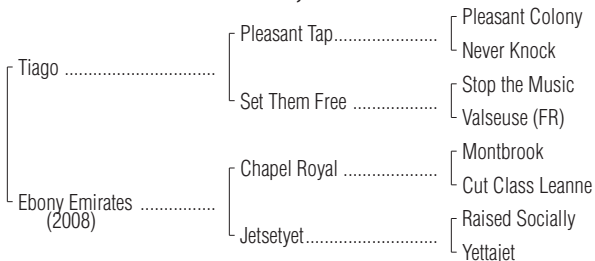 Pleasant Colony
Pleasant Tap
Never Knock
Tiago
Stop the Music
Set Them Free
Valseuse (FR)
Montbrook
Chapel Royal
Cut Class Leanne
Ebony Emirates
(2008)
Raised Socially
Jetsetyet
Yettajet